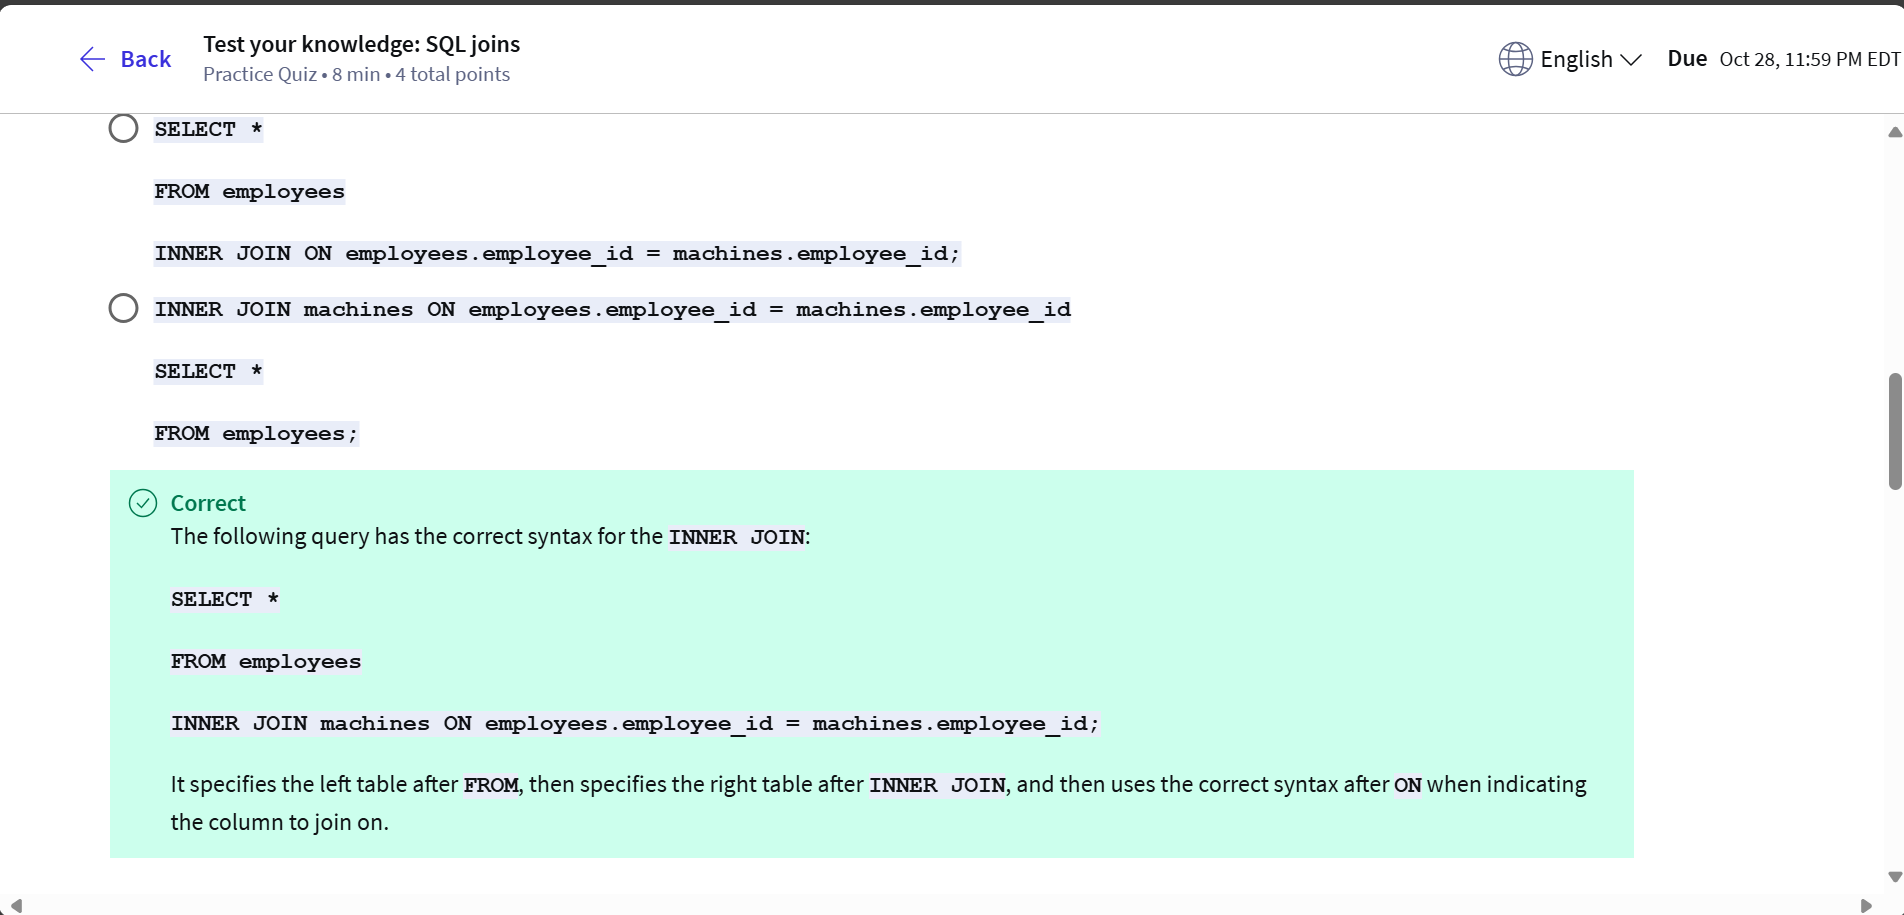 Back
Test your knowledge: SQL joins
Practice Quiz • 8 min • 4 total points
English
Due Oct 28, 11:59 PM EDT
SELECT *
FROM employees
INNER JOIN ON employees.employee_id = machines.employee_id;
INNER JOIN machines ON employees.employee_id = machines.employee_id
SELECT *
FROM employees;
Correct
The following query has the correct syntax for the INNER JOIN:
SELECT *
FROM employees
INNER JOIN machines ON employees.employee_id = machines.employee_id;
It specifies the left table after FROM, then specifies the right table after INNER JOIN, and then uses the correct syntax after ON when indicating
the column to join on.